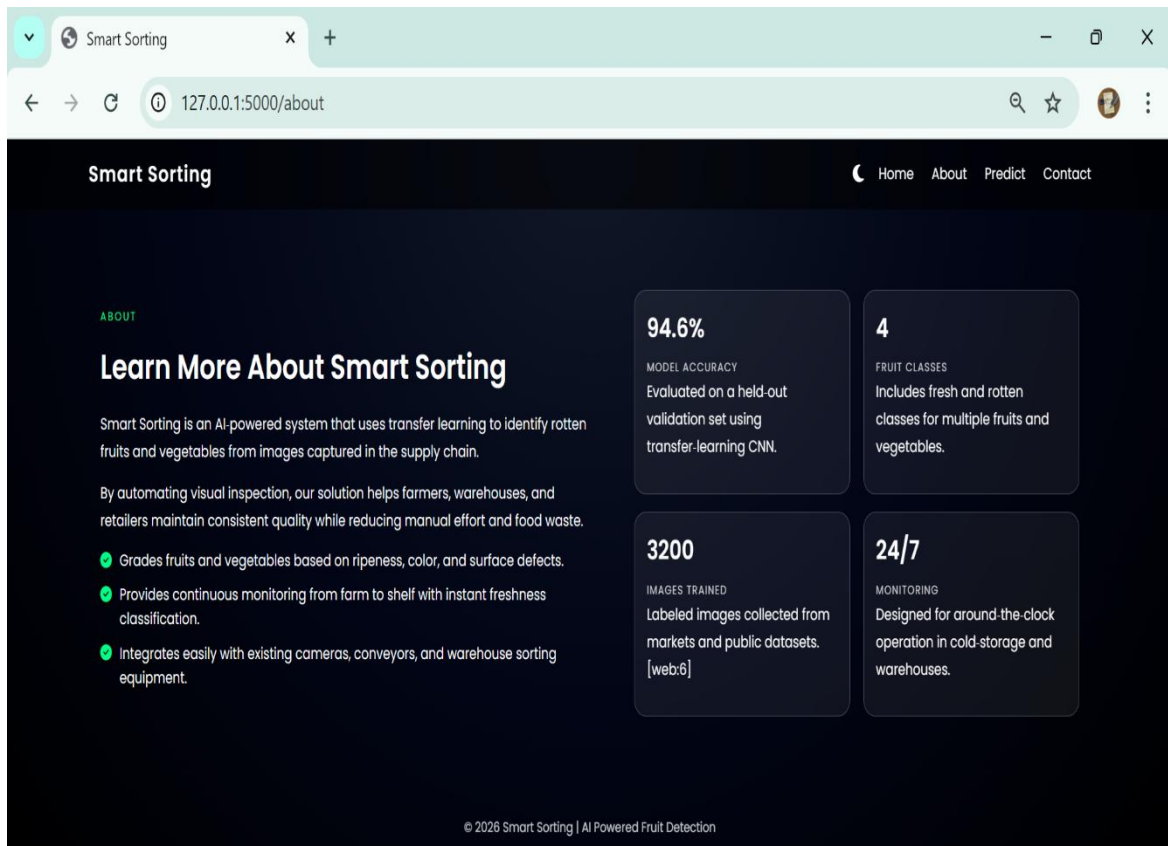 Smart Sorting
127.0.0.1:5000/about
Smart Sorting
Home About Predict Contact
ABOUT
Learn More About Smart Sorting
Smart Sorting is an AI-powered system that uses transfer learning to identify rotten
fruits and vegetables from images captured in the supply chain.
By automating visual inspection, our solution helps farmers, warehouses, and
retailers maintain consistent quality while reducing manual effort and food waste.
Grades fruits and vegetables based on ripeness, color, and surface defects.
Provides continuous monitoring from farm to shelf with instant freshness
classification.
Integrates easily with existing cameras, conveyors, and warehouse sorting
equipment.
94.6%
MODEL ACCURACY
Evaluated on a held-out
validation set using
transfer-learning CNN.
4
FRUIT CLASSES
Includes fresh and rotten
classes for multiple fruits and
vegetables.
3200
IMAGES TRAINED
Labeled images collected from
markets and public datasets.
[web:6]
24/7
MONITORING
Designed for around-the-clock
operation in cold-storage and
warehouses.
© 2026 Smart Sorting | AI Powered Fruit Detection